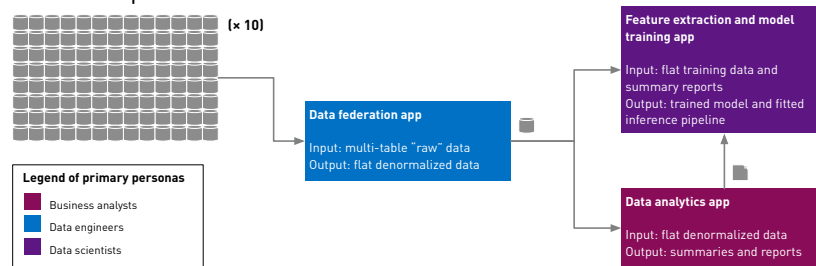 (× 10)
Feature extraction and model
training app
Input: flat training data and
summary reports
Output: trained model and fitted
inference pipeline
Data federation app
Input: multi-table “raw” data
Output: flat denormalized data
Legend of primary personas
Business analysts
Data engineers
Data scientists
Data analytics app
Input: flat denormalized data
Output: summaries and reports